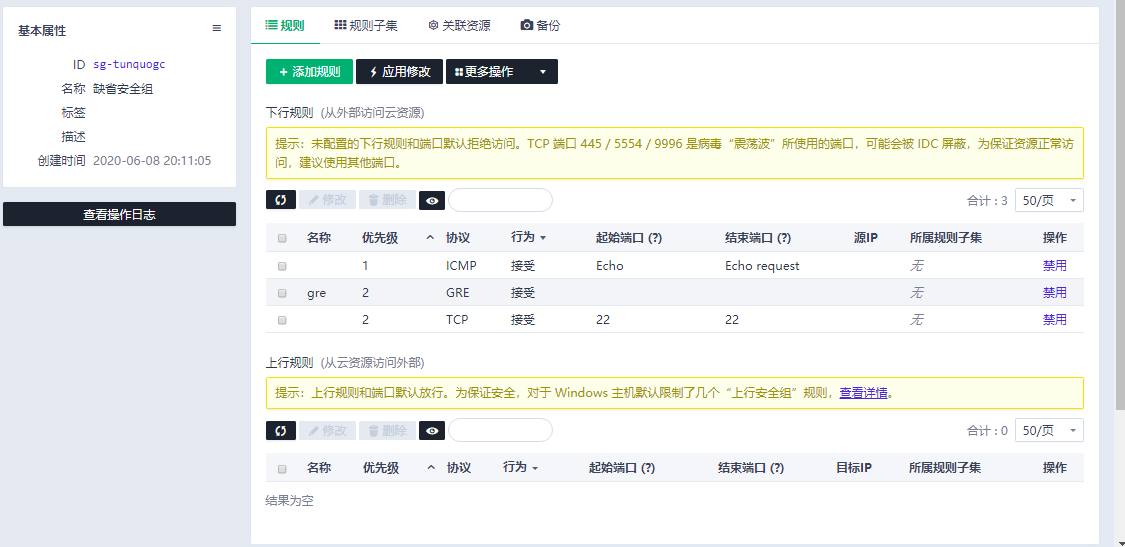 基本属性
ID sg-tunquogc
名称 缺省安全组
标签
描述
创建时间 2020-06-08 20:11:05
查看操作日志
规则 规则子集 关联资源 备份
+ 添加规则 应用修改 更多操作
下行规则 (从外部访问云资源)
提示：未配置的下行规则和端口默认拒绝访问。TCP 端口 445 / 5554 / 9996 是病毒“震荡波”所使用的端口，可能会被 IDC 屏蔽，为保证资源正常访
问，建议使用其他端口。
修改 删除 合计：3 50/页
名称 优先级 协议 行为 起始端口 (?) 结束端口 (?) 源IP 所属规则子集 操作
1 ICMP 接受 Echo Echo request 无 禁用
gre 2 GRE 接受 无 禁用
2 TCP 接受 22 22 无 禁用
上行规则 (从云资源访问外部)
提示：上行规则和端口默认放行。为保证安全，对于 Windows 主机默认限制了几个“上行安全组”规则，查看详情。
修改 删除 合计：0 50/页
名称 优先级 协议 行为 起始端口 (?) 结束端口 (?) 目标IP 所属规则子集 操作
结果为空